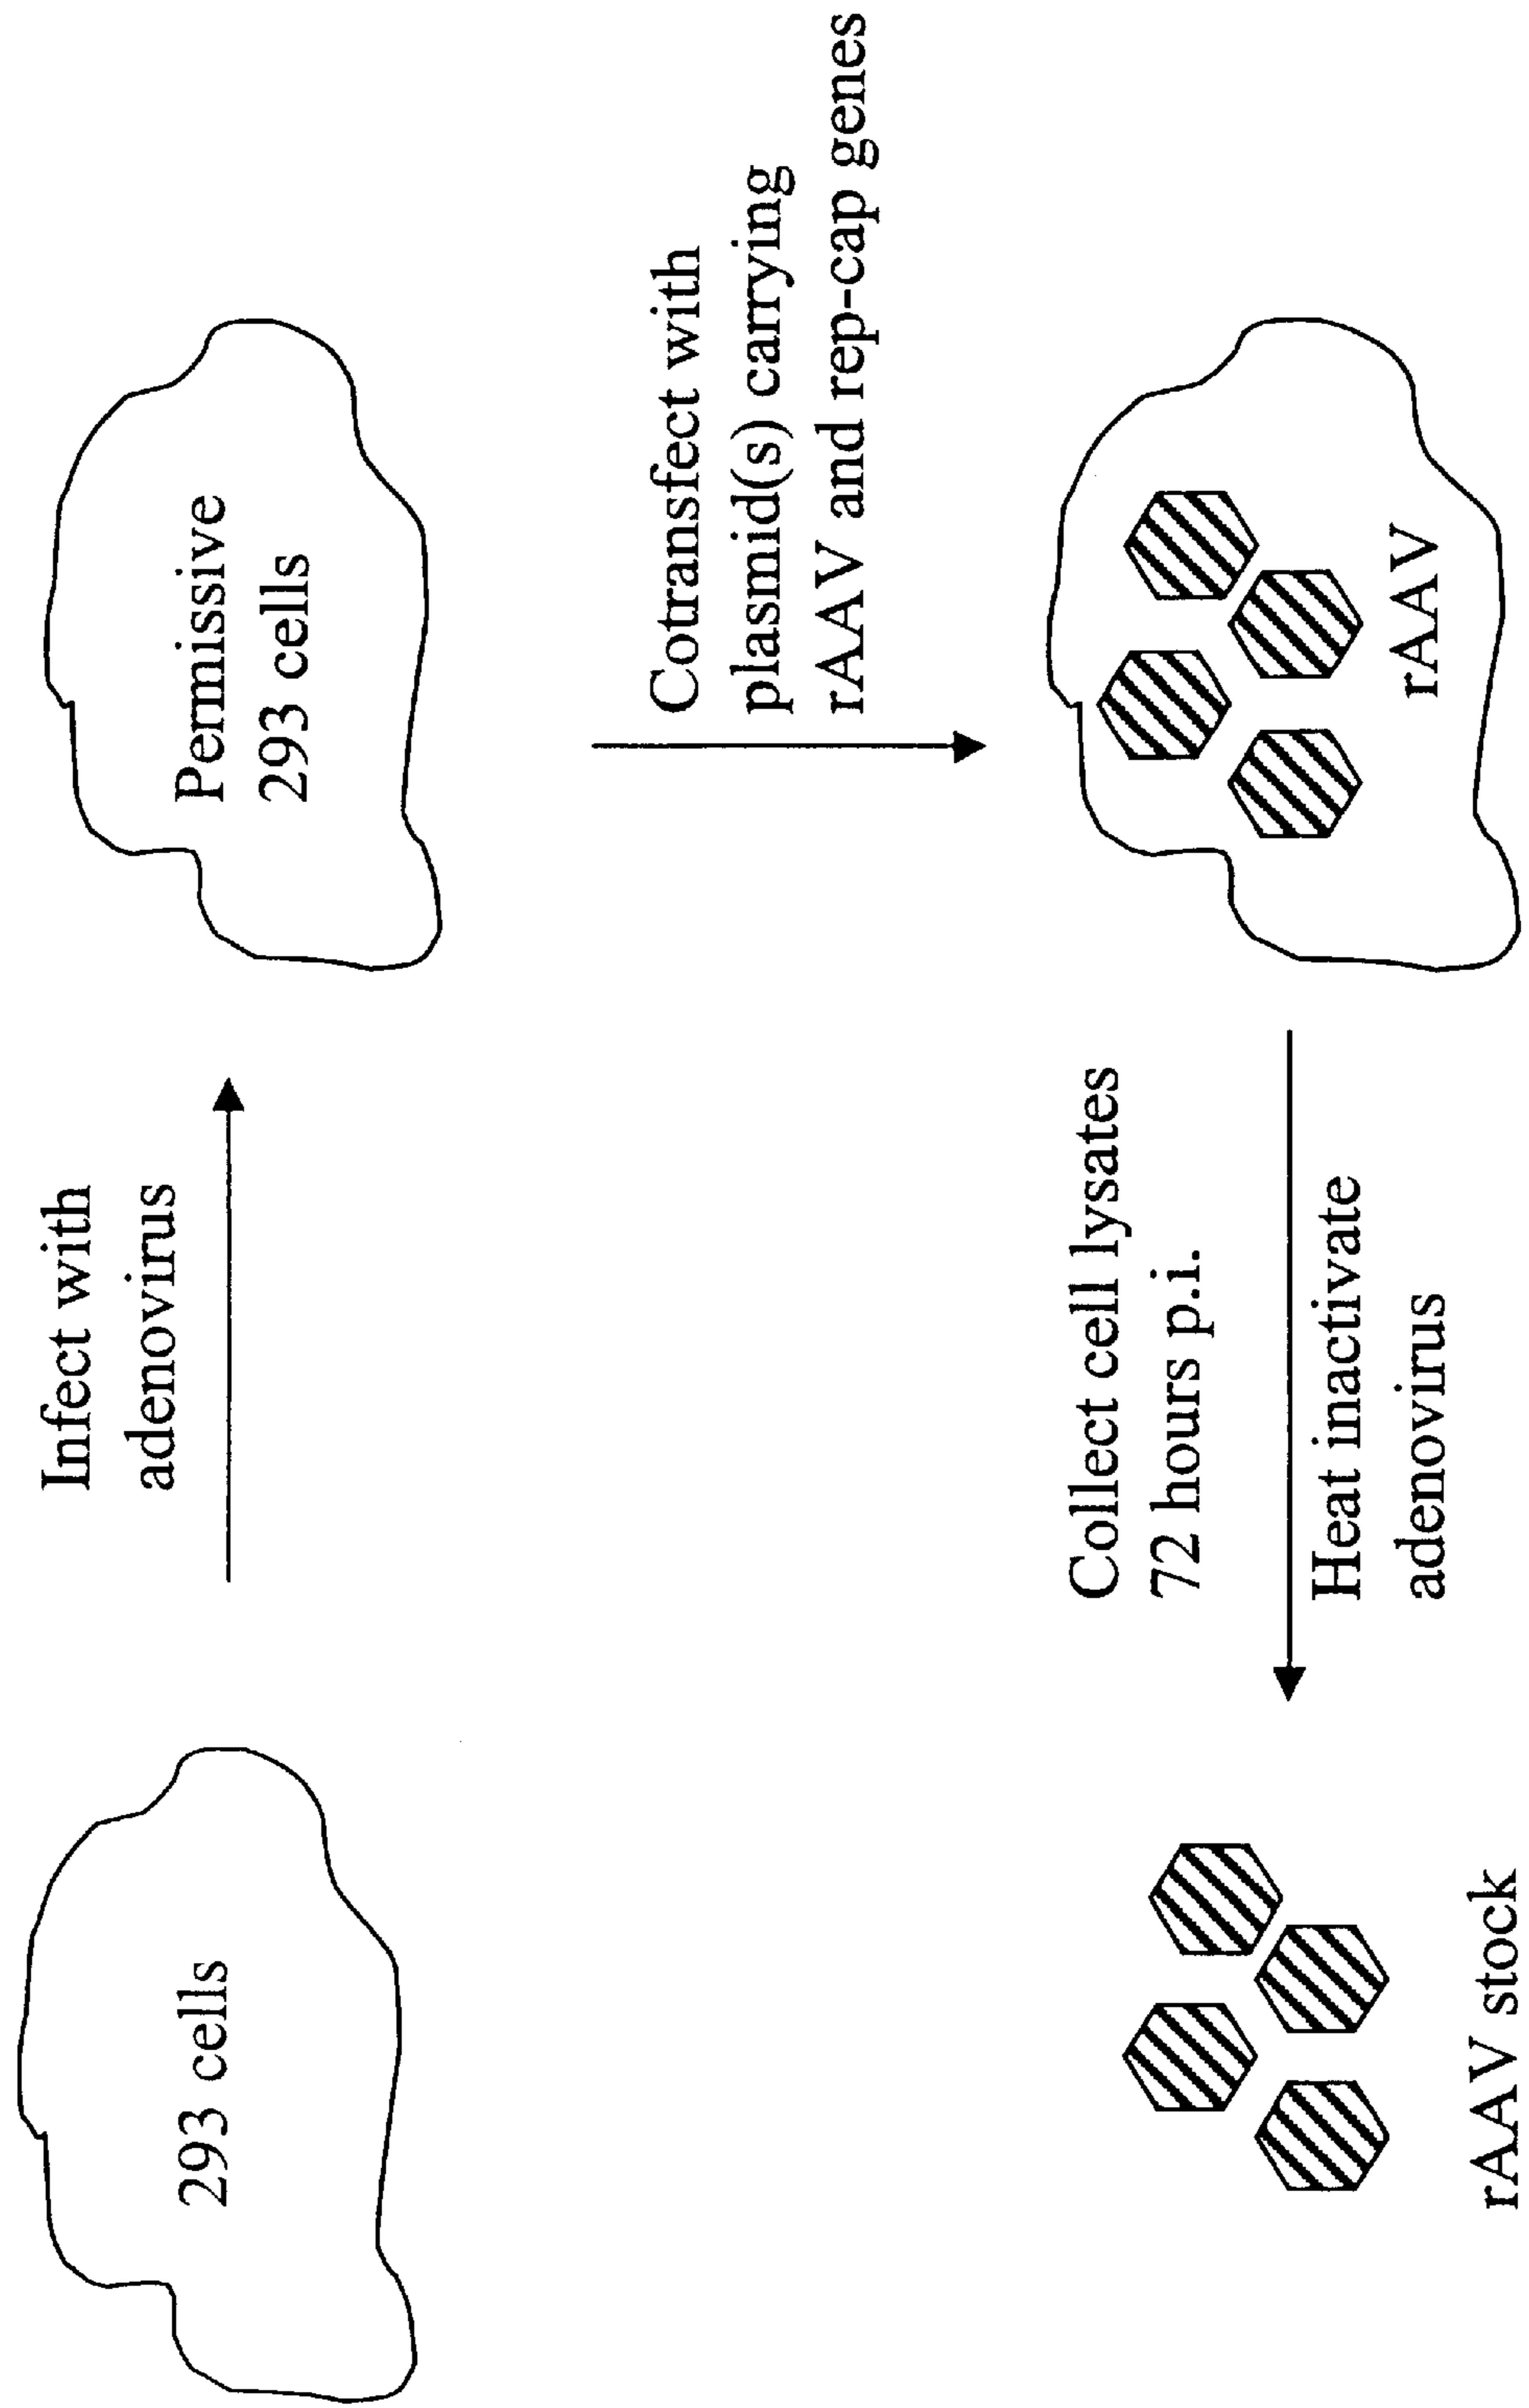 293 cells
Infect with
adenovirus
Permissive
293 cells
Cotransfect with
plasmid(s) carrying
rAAV and rep-cap genes
rAAV
Collect cell lysates
72 hours p.i.
Heat inactivate
adenovirus
rAAV stock